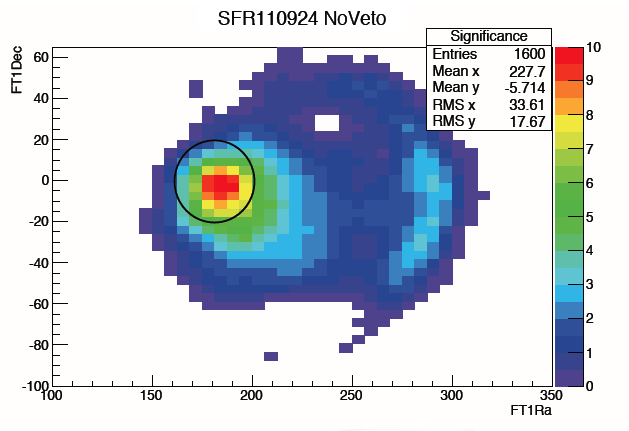 SFR110924 NoVeto
Significance
Entries 1600
Mean x 227.7
Mean y -5.714
RMS x 33.61
RMS y 17.67
FT1Dec
60
40
20
0
-20
-40
-60
-80
-100
100 150 200 250 300 350
FT1Ra
10
9
8
7
6
5
4
3
2
1
0